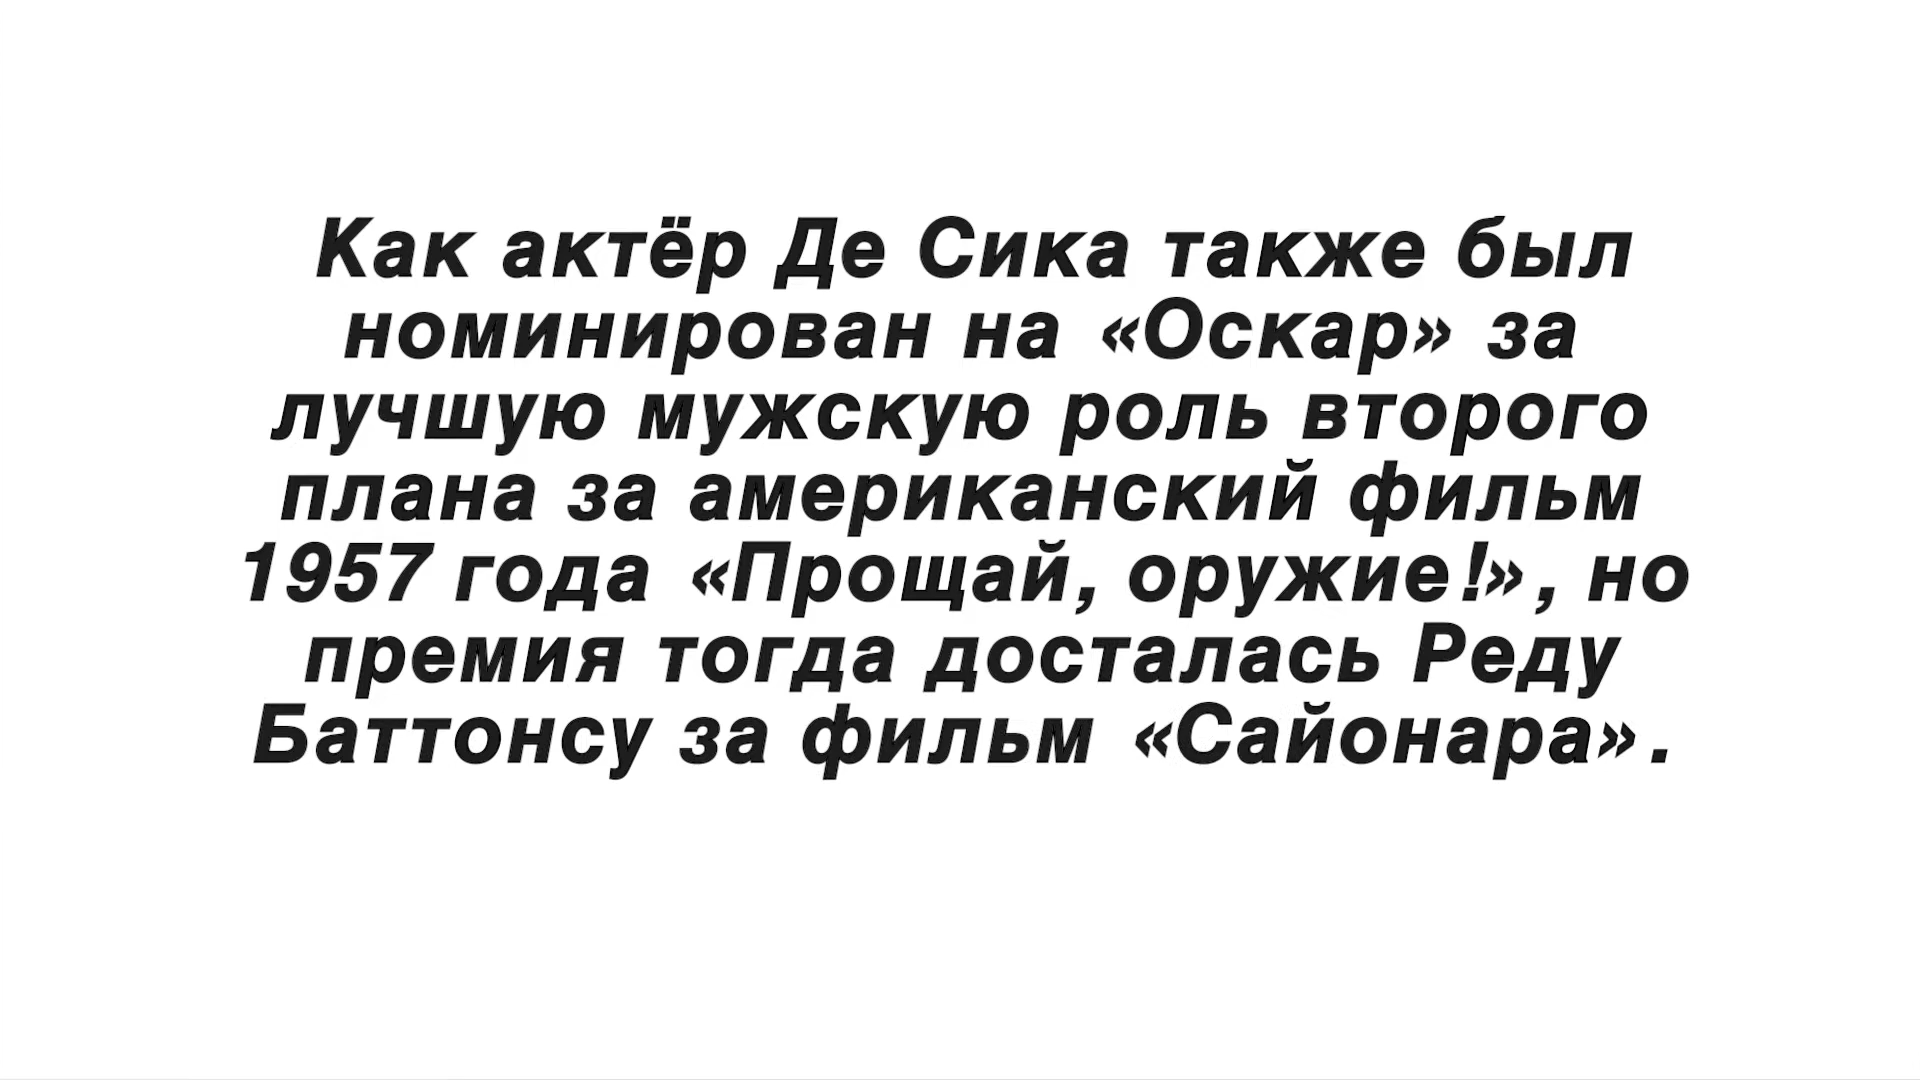 Как актёр Де Сика также был
номинирован на «Оскар» за
лучшую мужскую роль второго
плана за американский фильм
1957 года «Прощай, оружие!», но
премия тогда досталась Реду
Баттонсу за фильм «Сайонара».